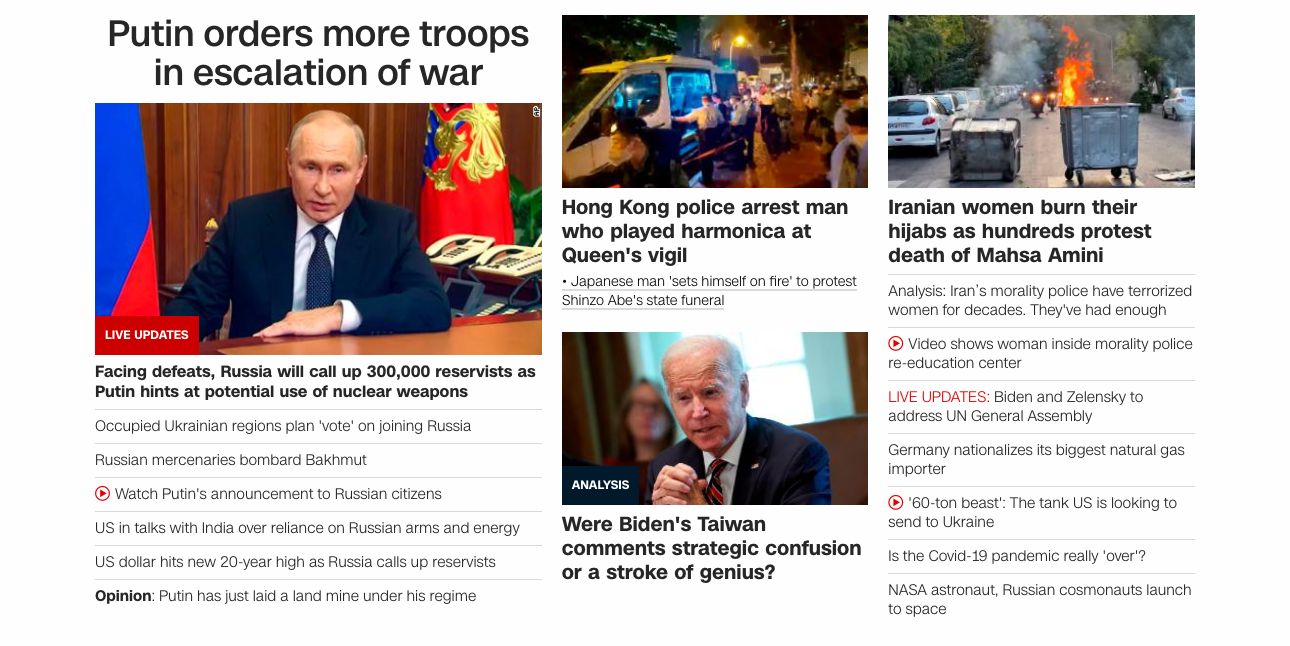 Putin orders more troops
in escalation of war
AP
LIVE UPDATES
Facing defeats, Russia will call up 300,000 reservists as
Putin hints at potential use of nuclear weapons
Occupied Ukrainian regions plan 'vote' on joining Russia
Russian mercenaries bombard Bakhmut
Watch Putin's announcement to Russian citizens
US in talks with India over reliance on Russian arms and energy
US dollar hits new 20-year high as Russia calls up reservists
Opinion: Putin has just laid a land mine under his regime
Hong Kong police arrest man
who played harmonica at
Queen's vigil
• Japanese man 'sets himself on fire' to protest
Shinzo Abe's state funeral
ANALYSIS
Were Biden's Taiwan
comments strategic confusion
or a stroke of genius?
Iranian women burn their
hijabs as hundreds protest
death of Mahsa Amini
Analysis: Iran’s morality police have terrorized
women for decades. They've had enough
Video shows woman inside morality police
re-education center
LIVE UPDATES: Biden and Zelensky to
address UN General Assembly
Germany nationalizes its biggest natural gas
importer
'60-ton beast': The tank US is looking to
send to Ukraine
Is the Covid-19 pandemic really 'over'?
NASA astronaut, Russian cosmonauts launch
to space